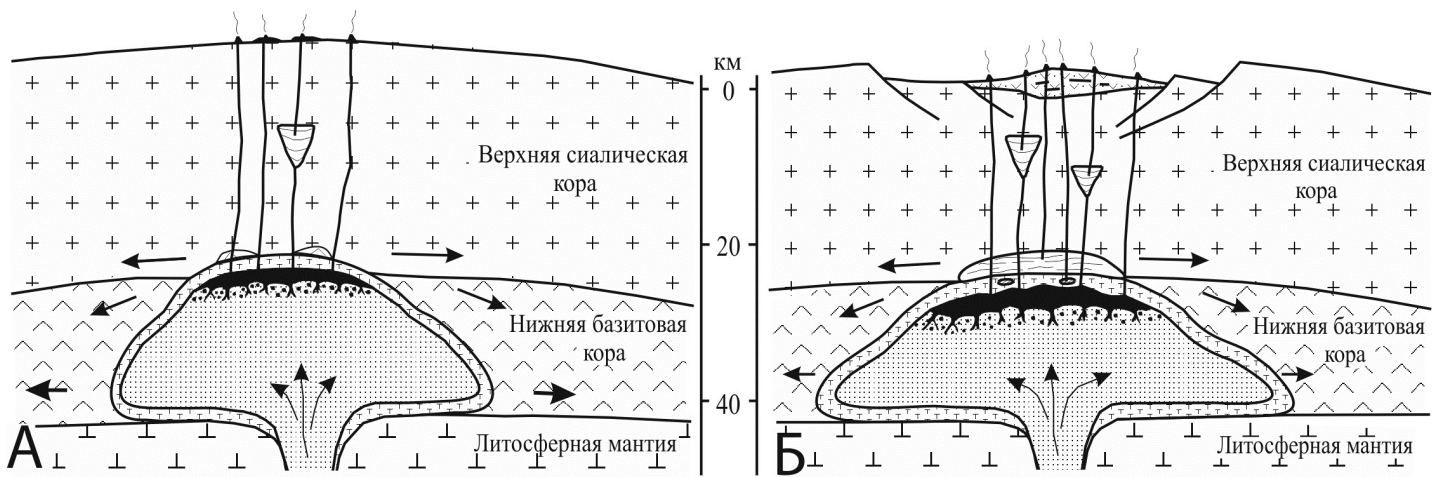 Верхняя сиалическая
кора
Нижняя базитовая
кора
Литосферная мантия
А
км
0
20
40
Верхняя сиалическая
кора
Нижняя базитовая
кора
Литосферная мантия
Б